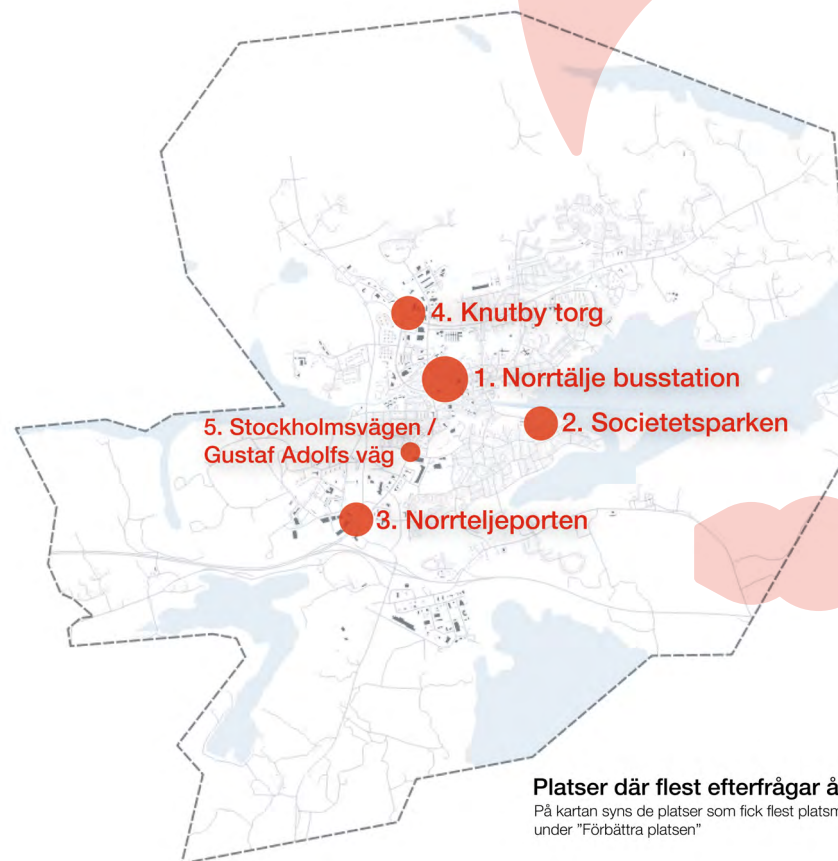 4. Knutby torg
1. Norrtälje busstation
2. Societetsparken
5. Stockholmsvägen /
Gustaf Adolfs väg
3. Norrteljeporten
Platser där flest efterfrågar
På kartan syns de platser som fick flest
under ”Förbättra platsen”